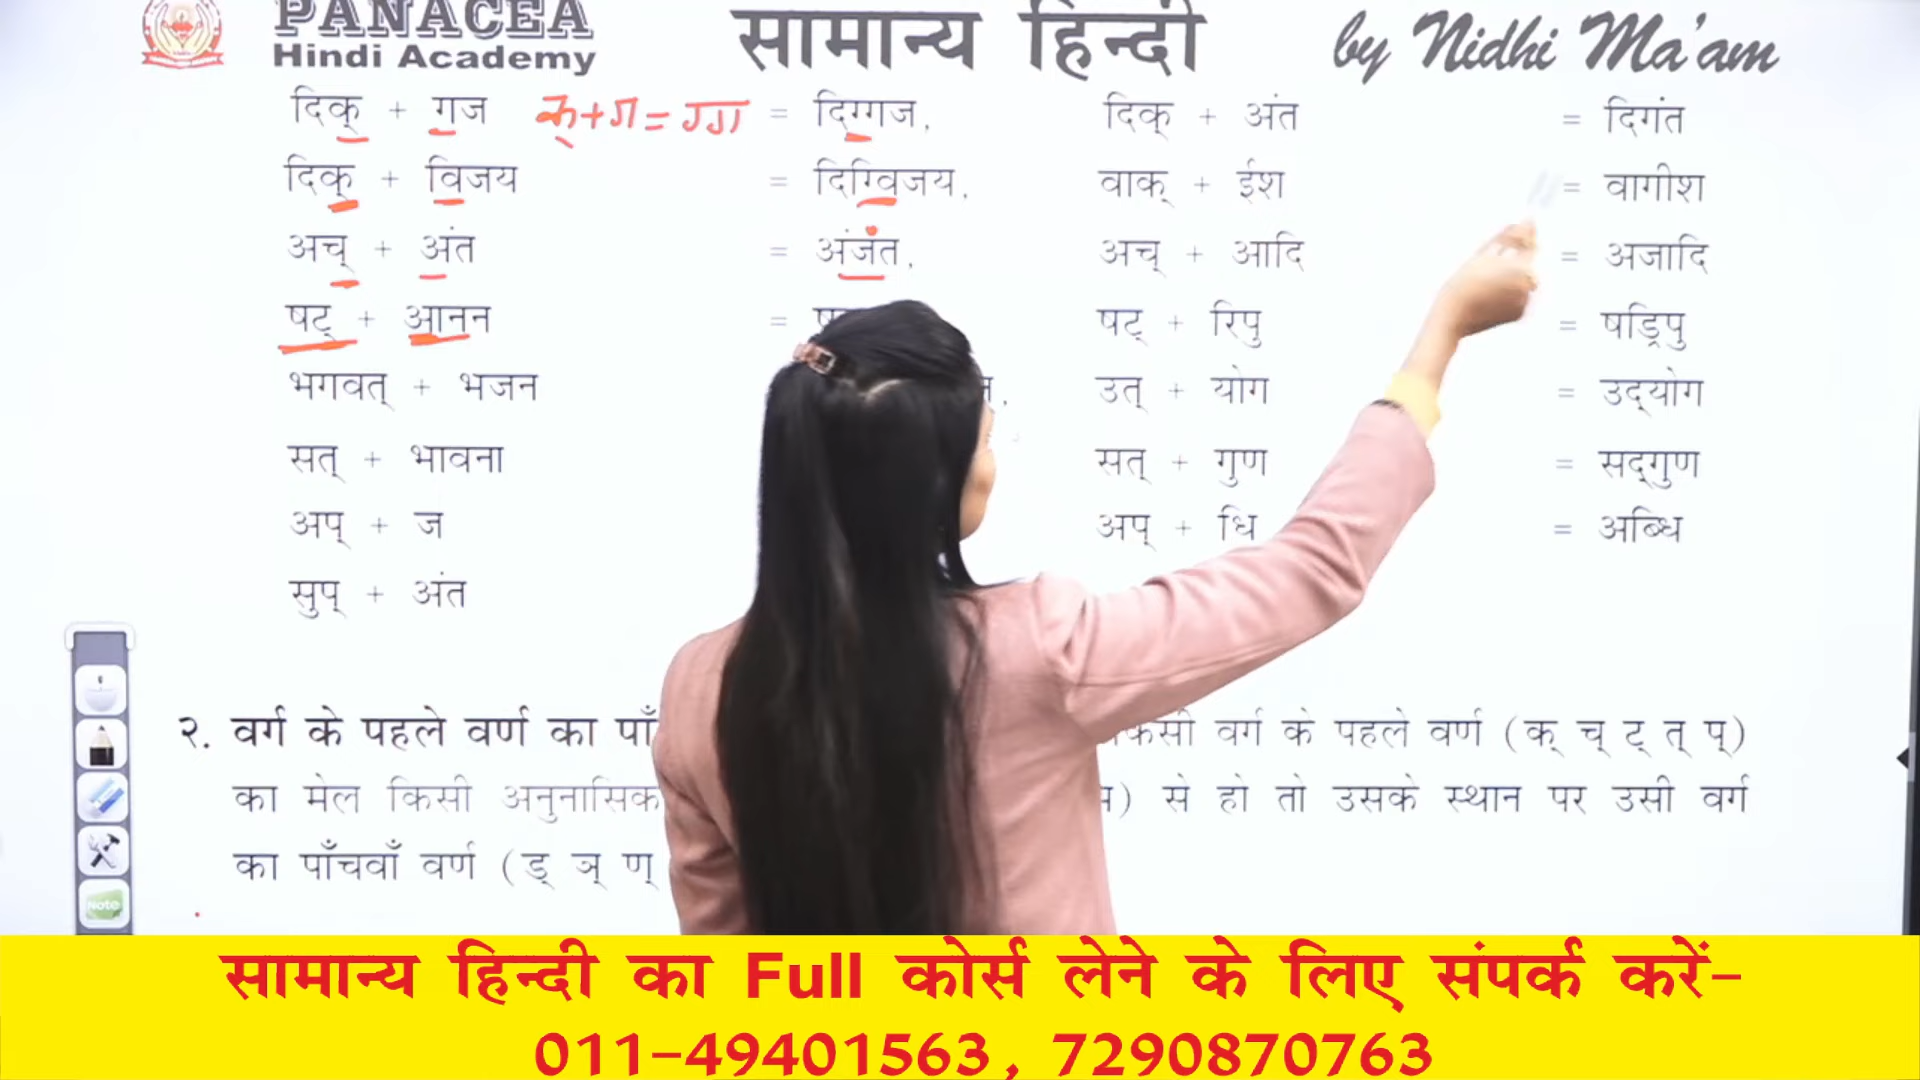 PANACEA
Hindi Academy
सामान्य हिन्दी
by Nidhi Ma'am
दिक् + गज क्+ग=ग्ग = दिग्गज, दिक् + अंत = दिगंत
दिक् + विजय = दिग्विजय, वाक् + ईश = वागीश
अच् + अंत = अंजंत, अच् + आदि = अजादि
षट् + आनन = षट् + रिपु = षड्रिपु
भगवत् + भजन उत् + योग = उद्योग
सत् + भावना सत् + गुण = सद्गुण
अप् + ज अप् + धि = अब्धि
सुप् + अंत
२. वर्ग के पहले वर्ण का किसी वर्ग के पहले वर्ण (क् च् ट् त् प्)
का मेल किसी अनुनासिक से हो तो उसके स्थान पर उसी वर्ग
का पाँचवाँ वर्ण (ड् ञ् ण्
Note
सामान्य हिन्दी का Full कोर्स लेने के लिए संपर्क करें-
011-49401563, 7290870763